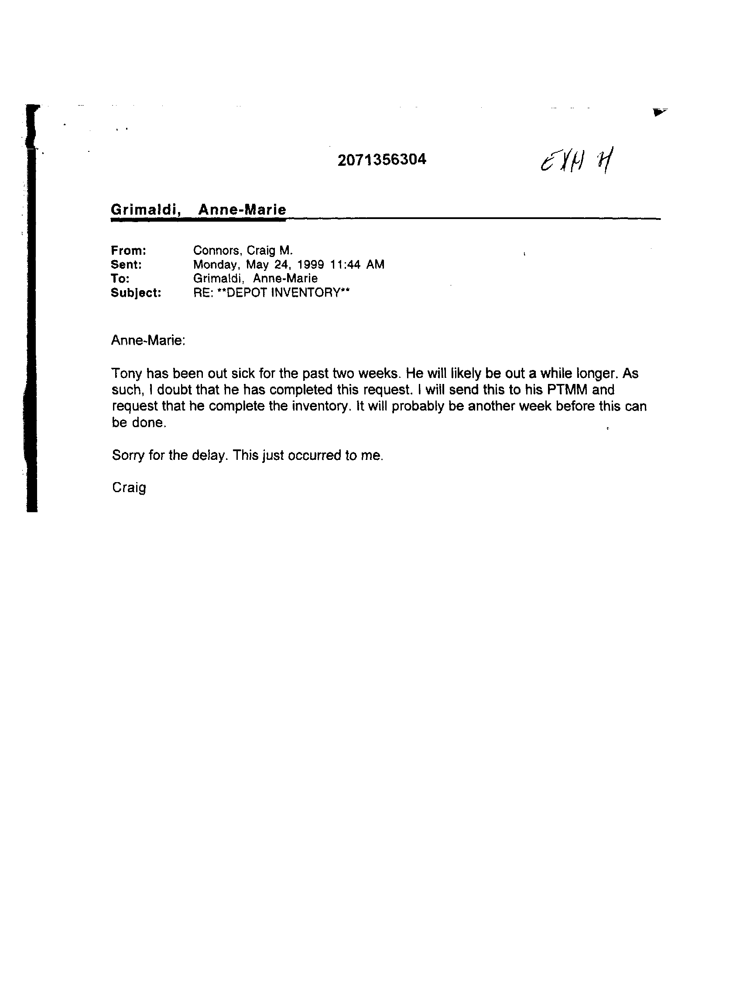 2071356304
EXH H
Grimaldi, Anne-Marie
From: Connors, Craig M.
Sent: Monday, May 24, 1999 11:44 AM
To: Grimaldi, Anne-Marie
Subject: RE: **DEPOT INVENTORY**
Anne-Marie:
Tony has been out sick for the past two weeks. He will likely be out a while longer. As
such, I doubt that he has completed this request. I will send this to his PTMM and
request that he complete the inventory. It will probably be another week before this can
be done.
Sorry for the delay. This just occurred to me.
Craig